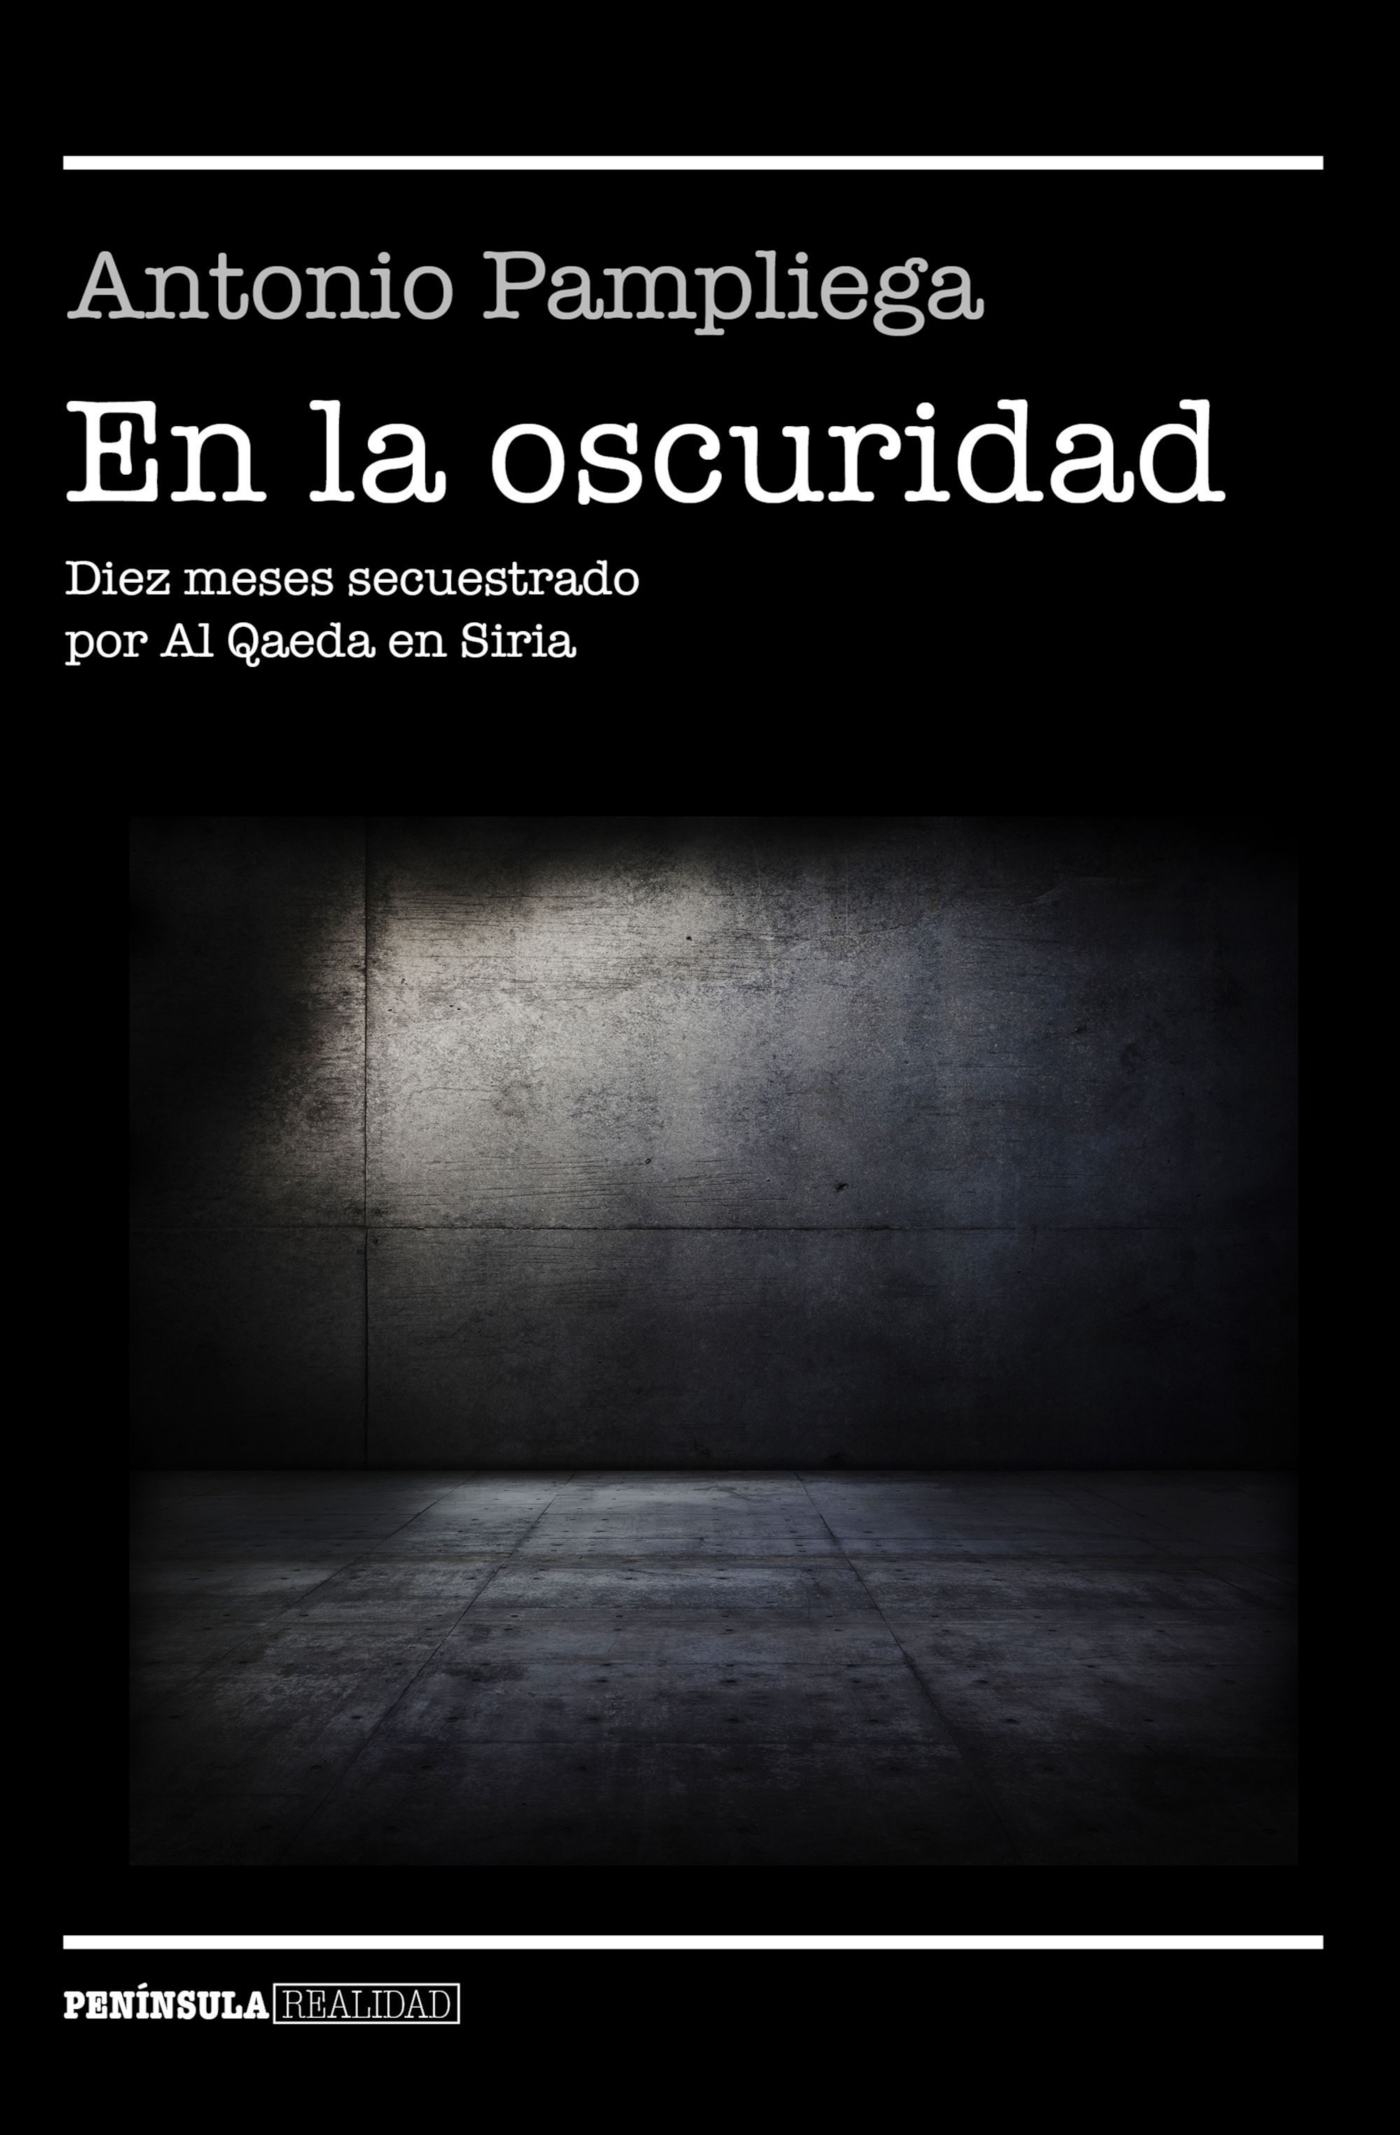 Antonio Pampliega
En la oscuridad
Diez meses secuestrado
por Al Qaeda en Siria
PENÍNSULA REALIDAD